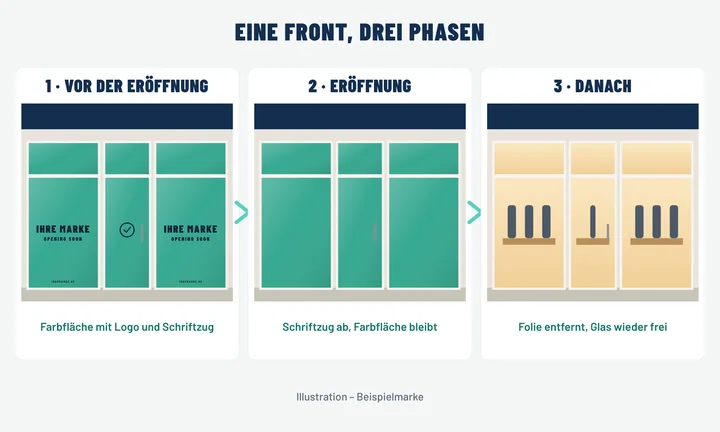 EINE FRONT, DREI PHASEN
1 · VOR DER ERÖFFNUNG
IHRE MARKE
OPENING SOON
IHRE MARKE
OPENING SOON
Farbfläche mit Logo und Schriftzug
2 · ERÖFFNUNG
Schriftzug ab, Farbfläche bleibt
3 · DANACH
Folie entfernt, Glas wieder frei
Illustration – Beispielmarke